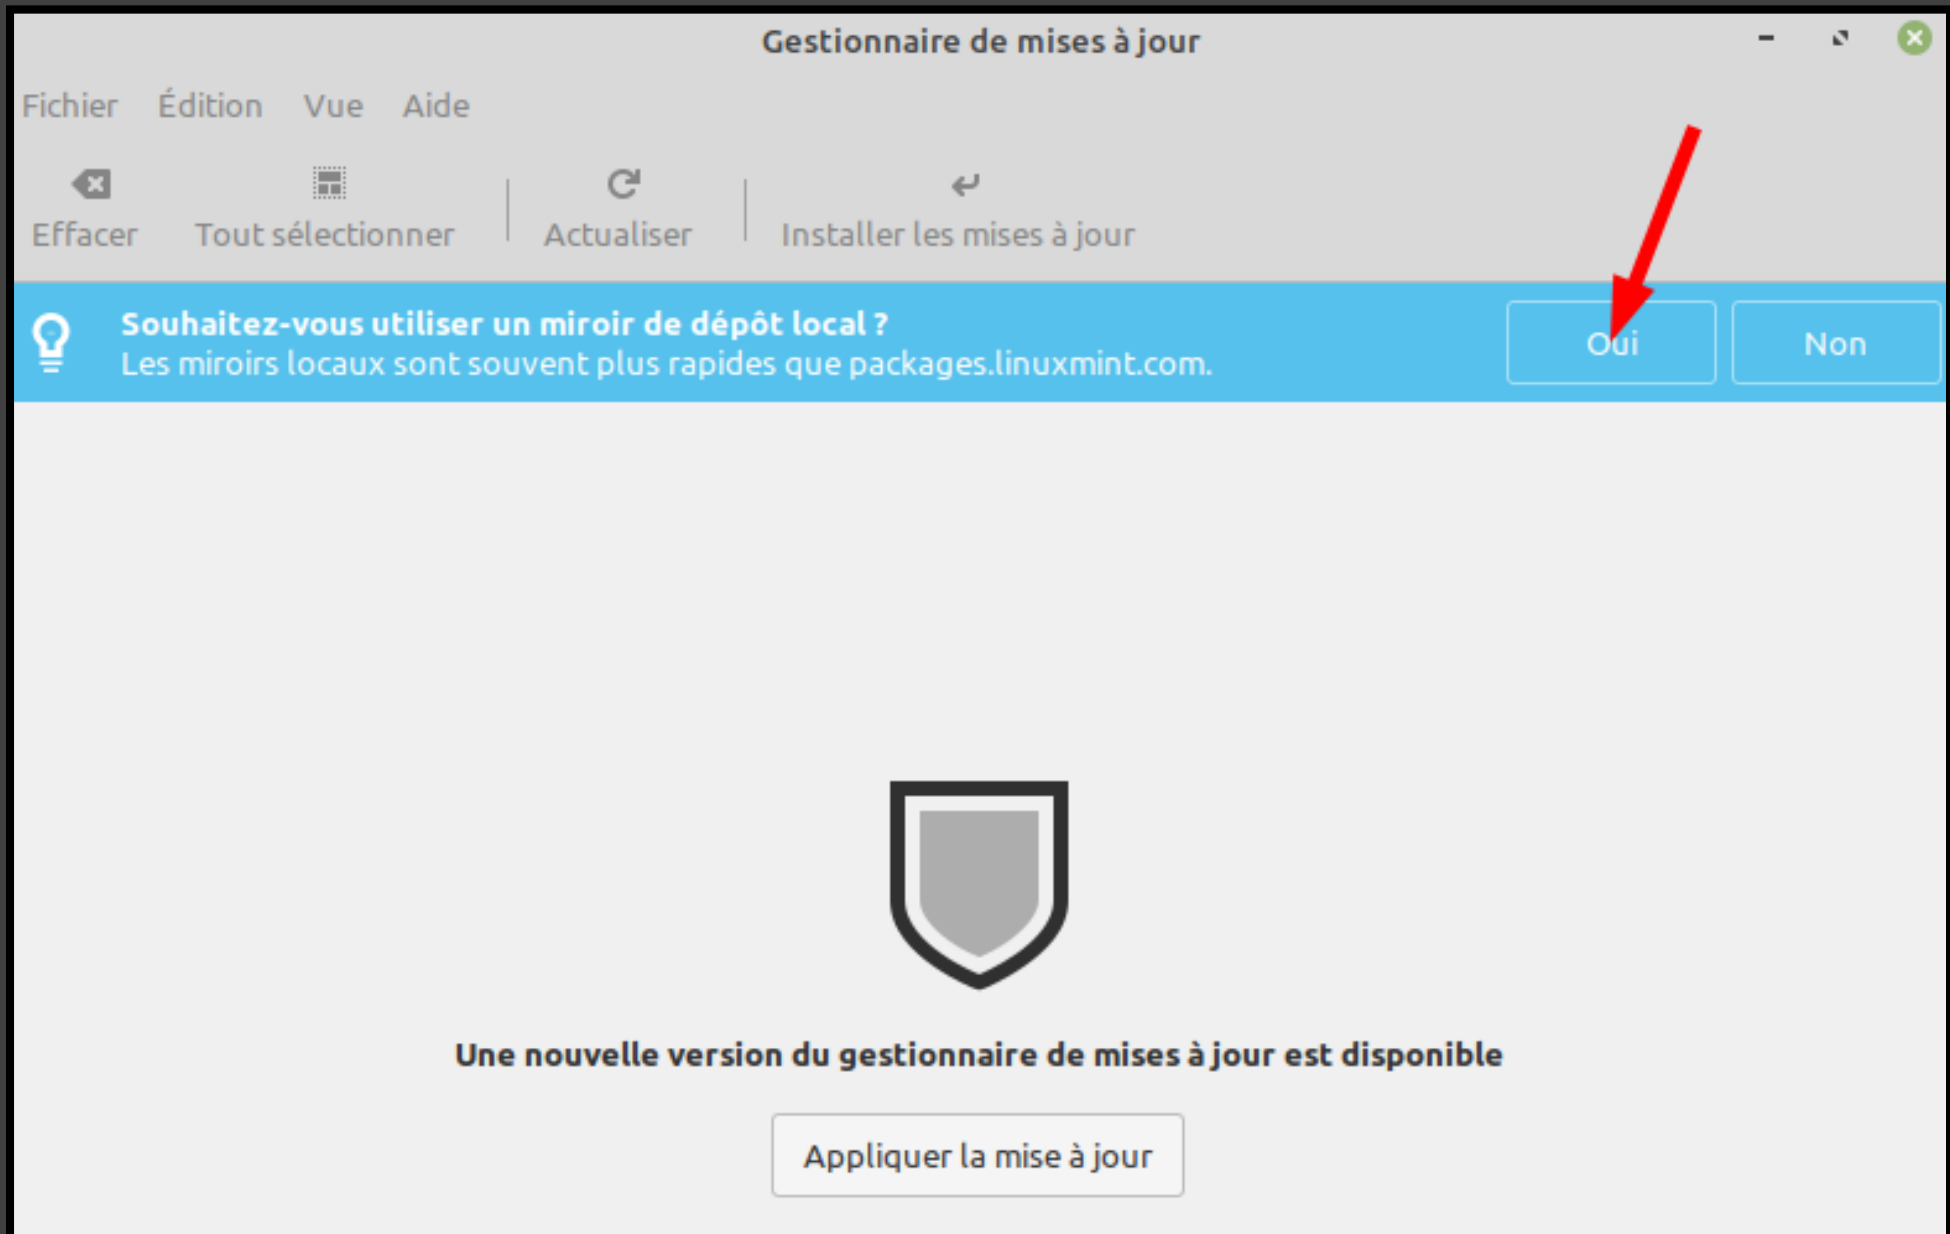 Gestionnaire de mises à jour
Fichier Édition Vue Aide
Effacer Tout sélectionner Actualiser Installer les mises à jour
Souhaitez-vous utiliser un miroir de dépôt local ?
Les miroirs locaux sont souvent plus rapides que packages.linuxmint.com.
Oui Non
Une nouvelle version du gestionnaire de mises à jour est disponible
Appliquer la mise à jour